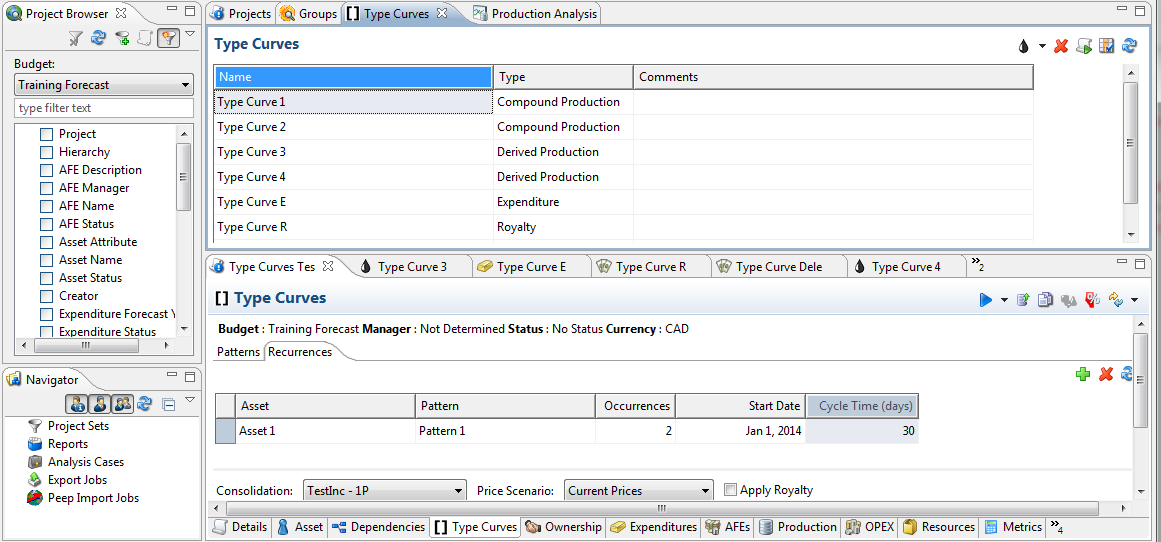 Project Browser
Budget:
Training Forecast
type filter text
Project
Hierarchy
AFE Description
AFE Manager
AFE Name
AFE Status
Asset Attribute
Asset Name
Asset Status
Creator
Expenditure Forecast Y
Expenditure Status
Navigator
Project Sets
Reports
Analysis Cases
Export Jobs
Peep Import Jobs
Projects Groups [] Type Curves Production Analysis
Type Curves
Name Type Comments
Type Curve 1 Compound Production
Type Curve 2 Compound Production
Type Curve 3 Derived Production
Type Curve 4 Derived Production
Type Curve E Expenditure
Type Curve R Royalty
Type Curves Tes Type Curve 3 Type Curve E Type Curve R Type Curve Dele Type Curve 4 »2
[] Type Curves
Budget : Training Forecast Manager : Not Determined Status : No Status Currency : CAD
Patterns Recurrences
Asset Pattern Occurrences Start Date Cycle Time (days)
Asset 1 Pattern 1 2 Jan 1, 2014 30
Consolidation: TestInc - 1P Price Scenario: Current Prices Apply Royalty
Details Asset Dependencies [] Type Curves Ownership Expenditures AFEs Production OPEX Resources Metrics »4